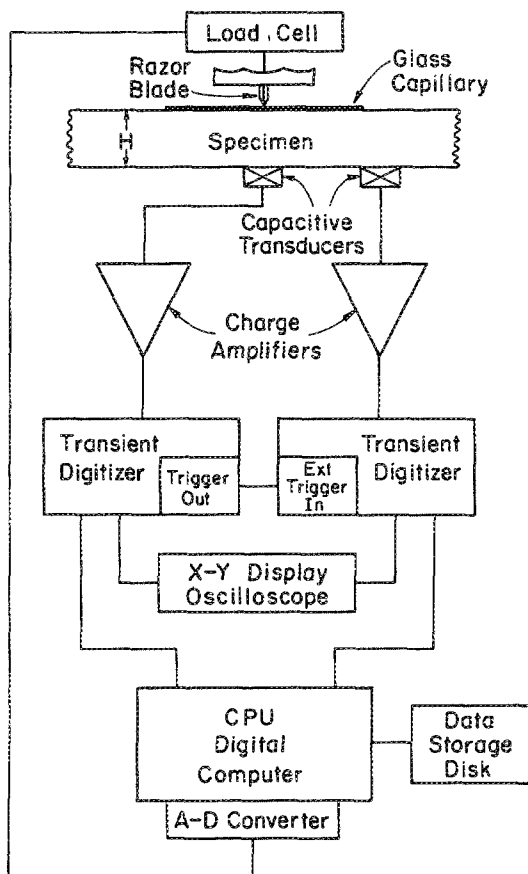 Load Cell
Razor
Blade
Glass
Capillary
H
Specimen
Capacitive
Transducers
Charge
Amplifiers
Transient
Digitizer
Trigger
Out
Ext
Trigger
In
Transient
Digitizer
X-Y Display
Oscilloscope
CPU
Digital
Computer
Data
Storage
Disk
A-D Converter